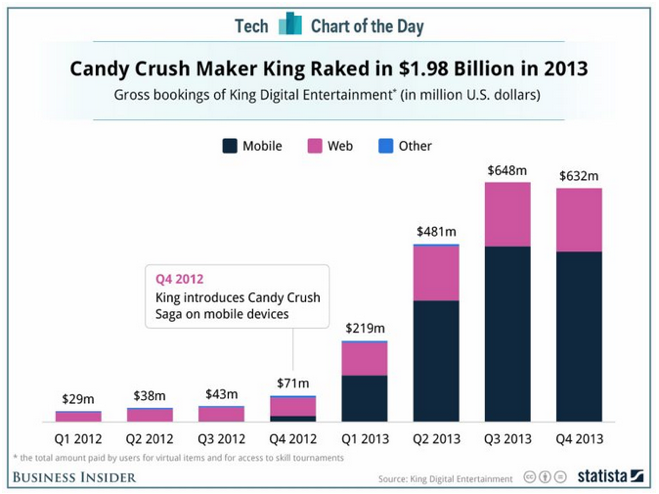 Tech Chart of the Day
Candy Crush Maker King Raked in $1.98 Billion in 2013
Gross bookings of King Digital Entertainment* (in million U.S. dollars)
Mobile Web Other
$648m
$632m
$481m
Q4 2012
King introduces Candy Crush
Saga on mobile devices
$219m
$71m
$43m
$38m
$29m
Q1 2012 Q2 2012 Q3 2012 Q4 2012 Q1 2013 Q2 2013 Q3 2013 Q4 2013
* the total amount paid by users for virtual items and for access to skill tournaments
BUSINESS INSIDER
Source: King Digital Entertainment
statista